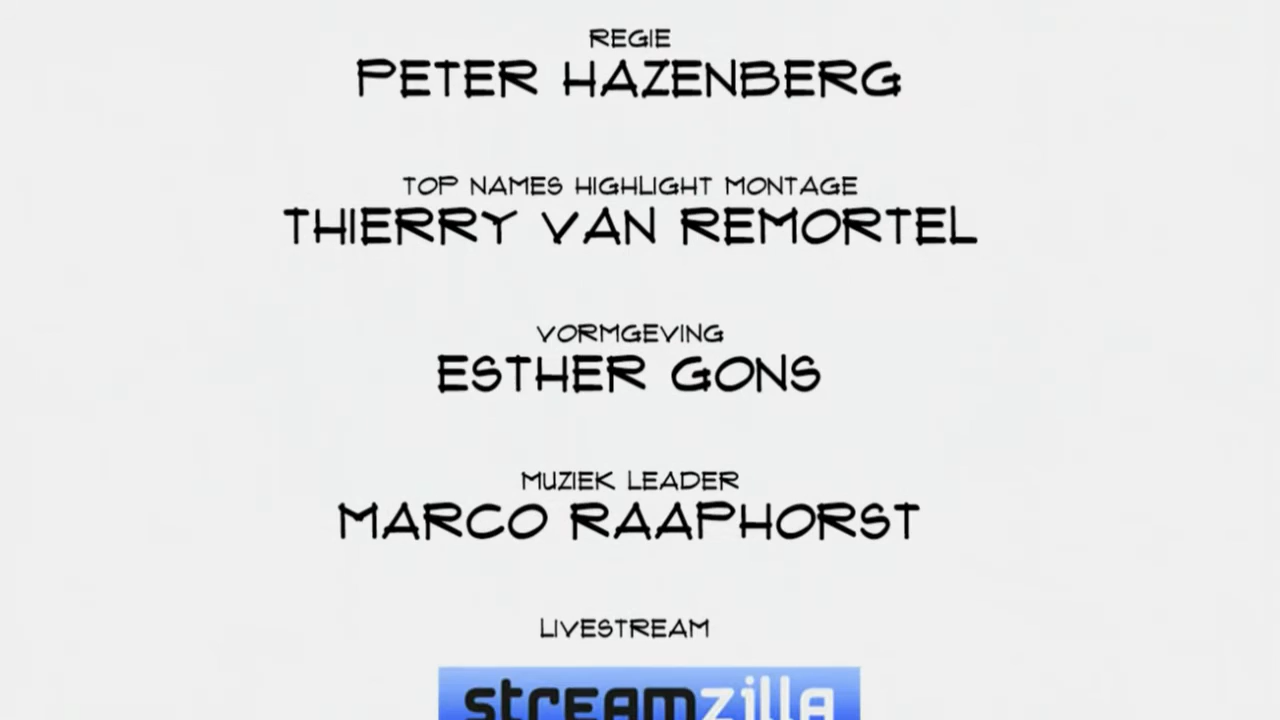 REGIE
PETER HAZENBERG
TOP NAMES HIGHLIGHT MONTAGE
THIERRY VAN REMORTEL
VORMGEVING
ESTHER GONS
MUZIEK LEADER
MARCO RAAPHORST
LIVESTREAM
streamzilla